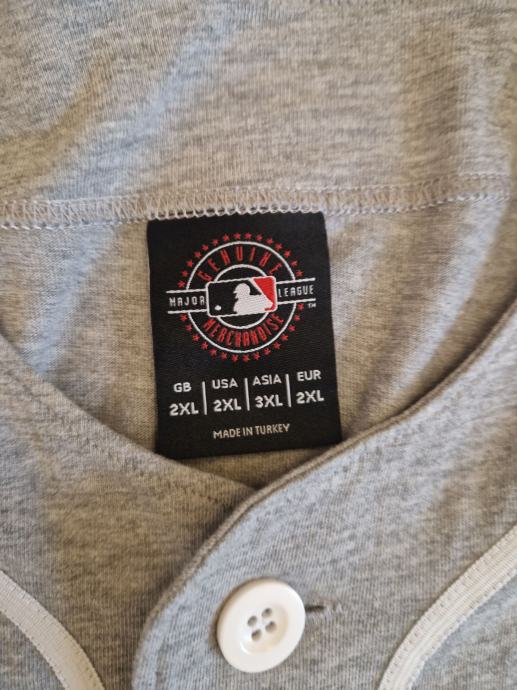 GENUINE
MAJOR LEAGUE
MERCHANDISE
TM
GB USA ASIA EUR
2XL 2XL 3XL 2XL
MADE IN TURKEY